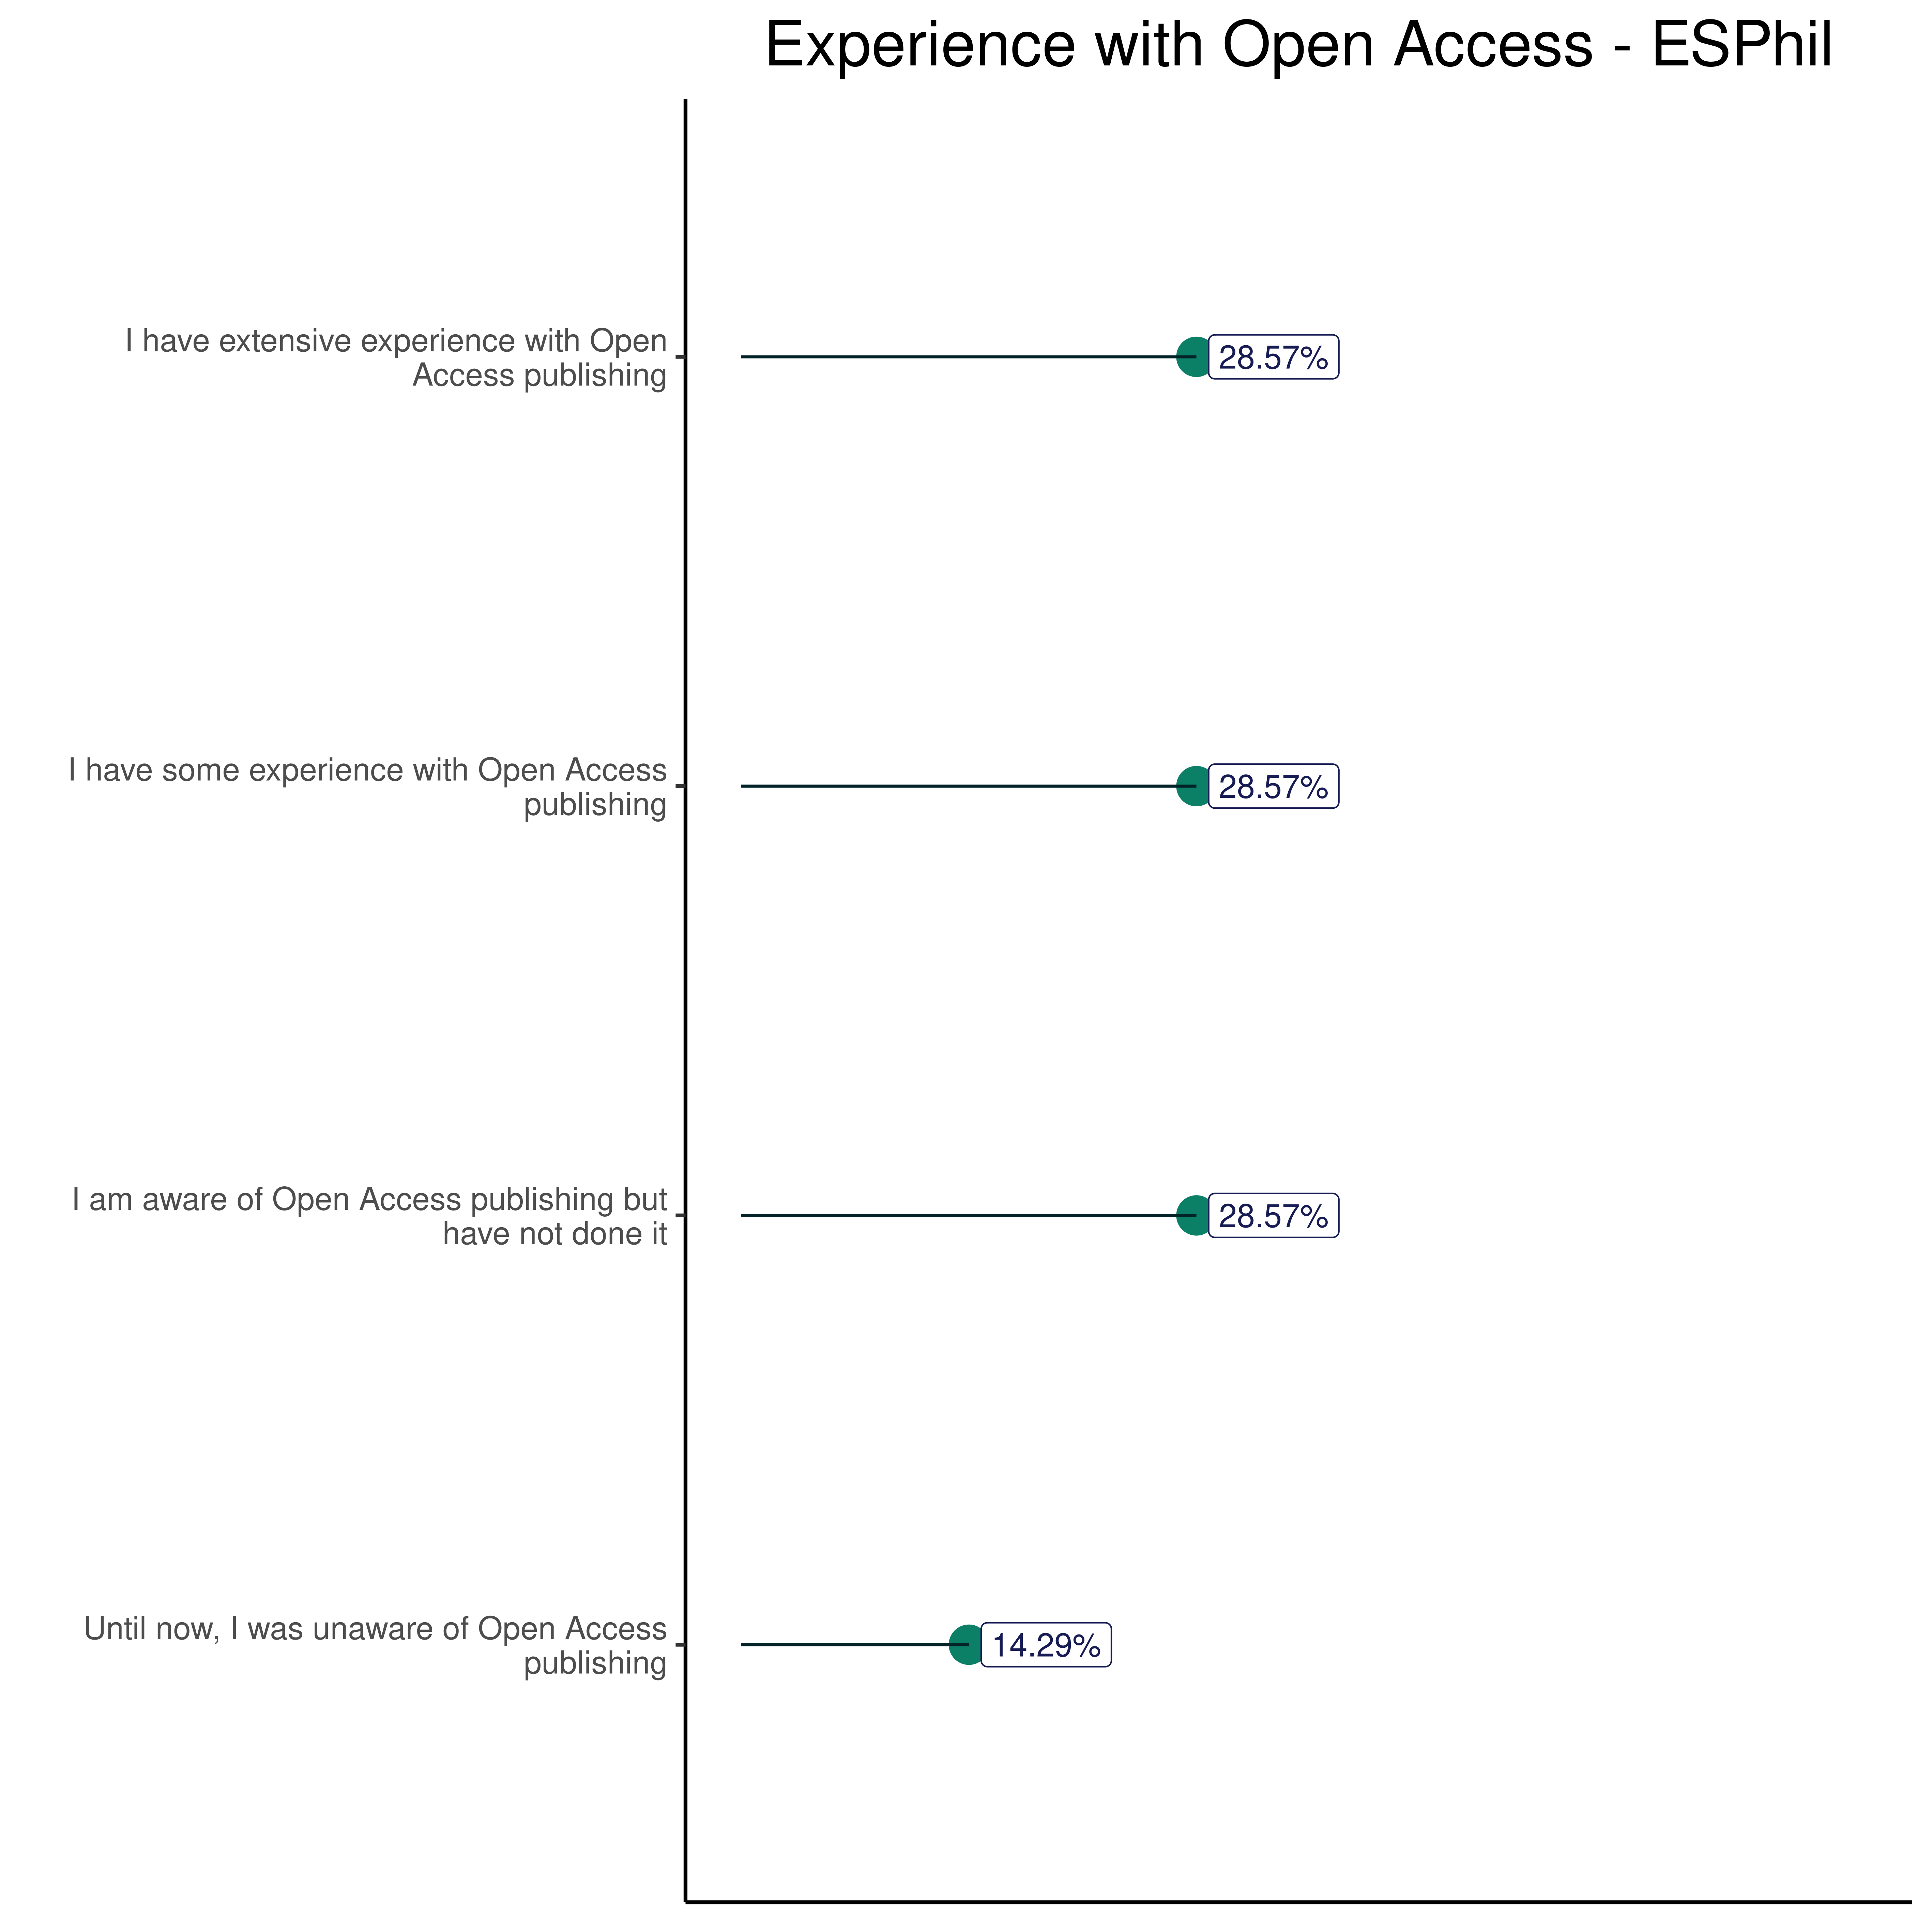 Experience with Open Access - ESPhil
I have extensive experience with Open
Access publishing
28.57%
I have some experience with Open Access
publishing
28.57%
I am aware of Open Access publishing but
have not done it
28.57%
Until now, I was unaware of Open Access
publishing
14.29%